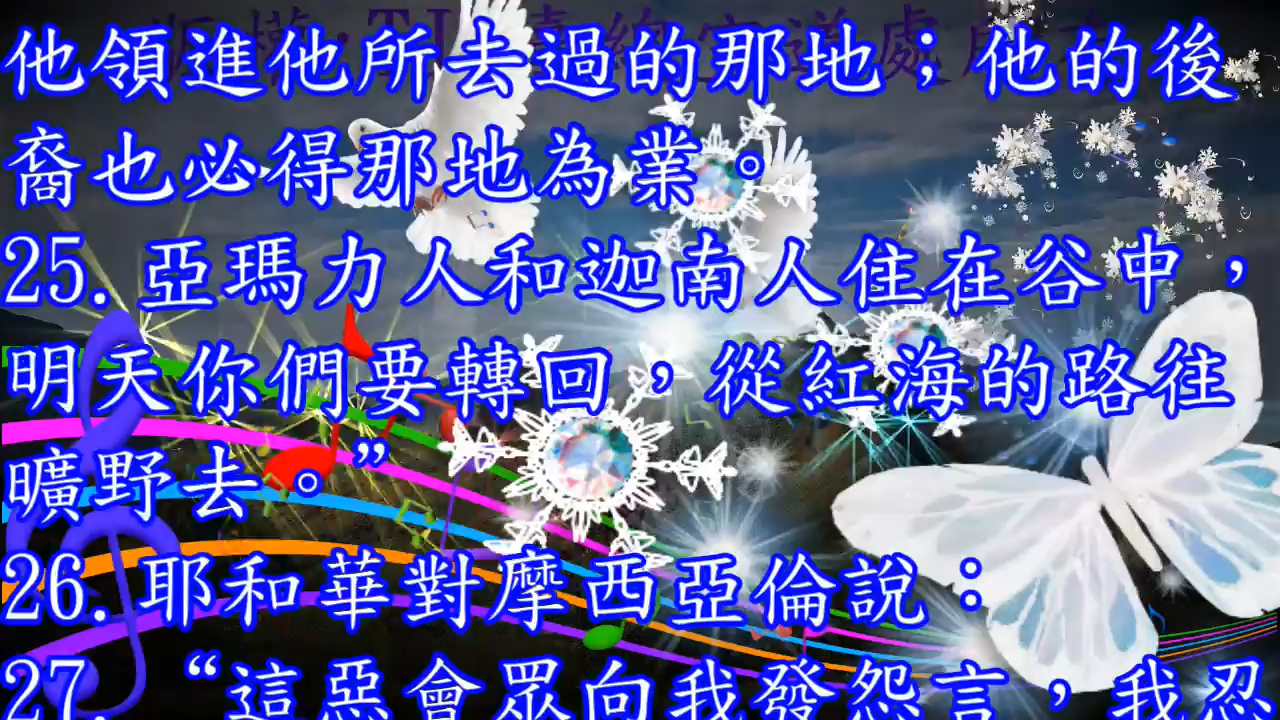 他領進他所去過的那地；他的後
裔也必得那地為業。
25. 亞瑪力人和迦南人住在谷中，
明天你們要轉回，從紅海的路往
曠野去。”
26. 耶和華對摩西亞倫說：
27. “這惡會眾向我發怨言，我忍